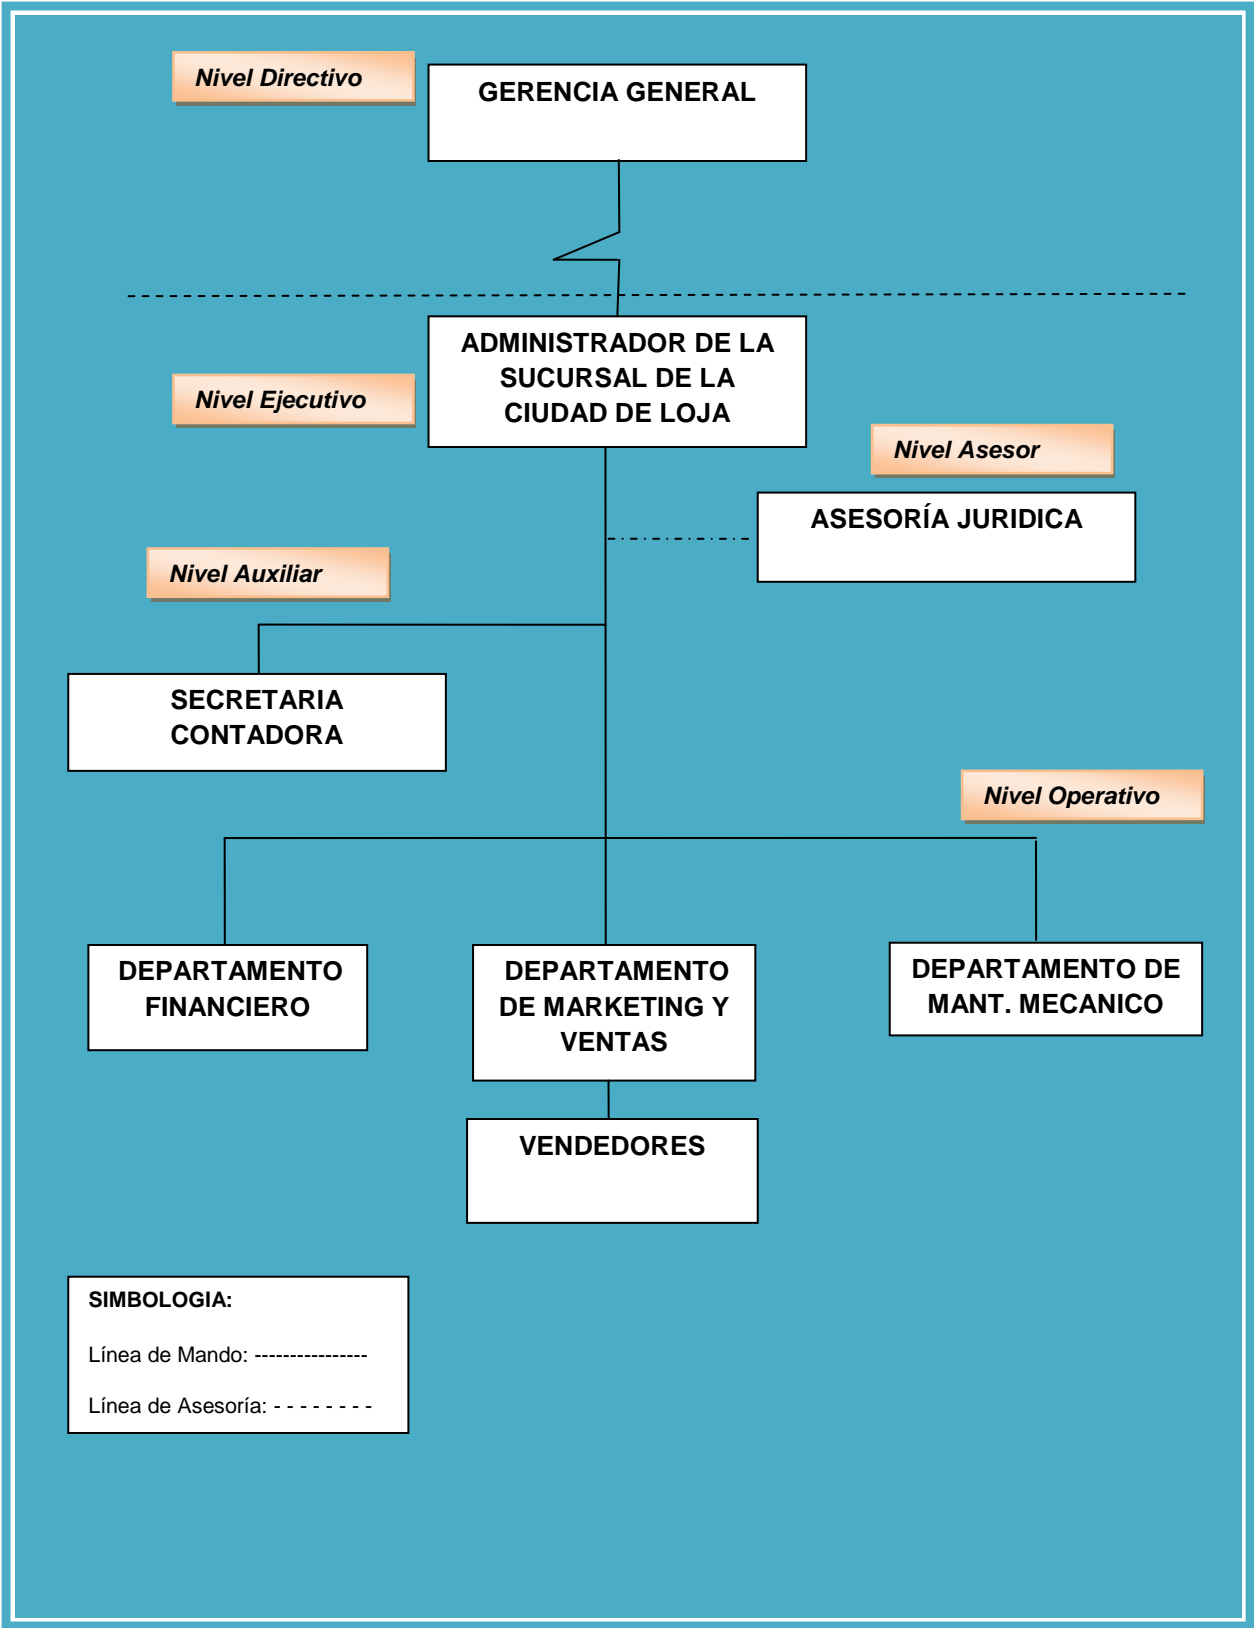 Nivel Directivo
GERENCIA GENERAL
ADMINISTRADOR DE LA
SUCURSAL DE LA
CIUDAD DE LOJA
Nivel Ejecutivo
Nivel Asesor
ASESORÍA JURIDICA
Nivel Auxiliar
SECRETARIA
CONTADORA
Nivel Operativo
DEPARTAMENTO
FINANCIERO
DEPARTAMENTO
DE MARKETING Y
VENTAS
DEPARTAMENTO DE
MANT. MECANICO
VENDEDORES
SIMBOLOGIA:
Línea de Mando: ----------------
Línea de Asesoría: - - - - - - - -